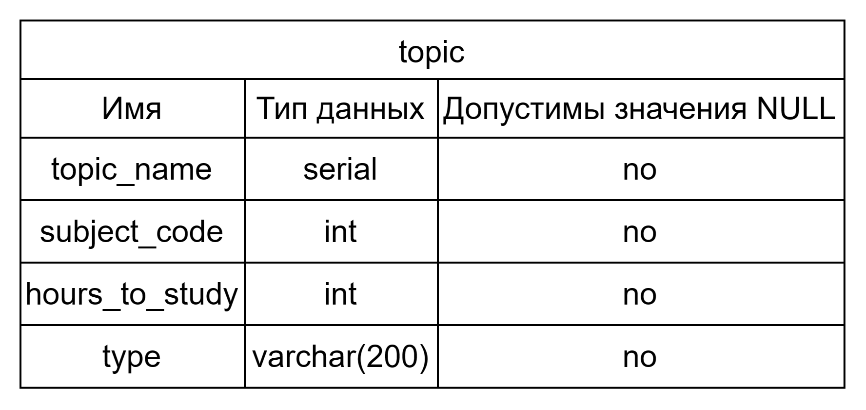 topic
Имя Тип данных Допустимы значения NULL
topic_name serial no
subject_code int no
hours_to_study int no
type varchar(200) no